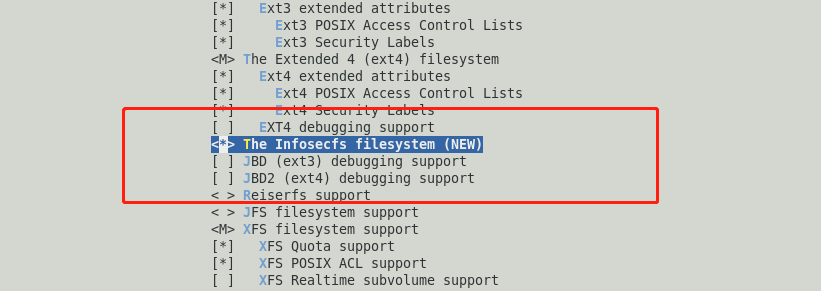 [*]   Ext3 extended attributes
[*]     Ext3 POSIX Access Control Lists
[*]     Ext3 Security Labels
<M> The Extended 4 (ext4) filesystem
[*]   Ext4 extended attributes
[*]     Ext4 POSIX Access Control Lists
[*]     Ext4 Security Labels
[ ]   EXT4 debugging support
<*> The Infosecfs filesystem (NEW)
[ ] JBD (ext3) debugging support
[ ] JBD2 (ext4) debugging support
< > Reiserfs support
< > JFS filesystem support
<M> XFS filesystem support
[*]   XFS Quota support
[*]   XFS POSIX ACL support
[ ]   XFS Realtime subvolume support